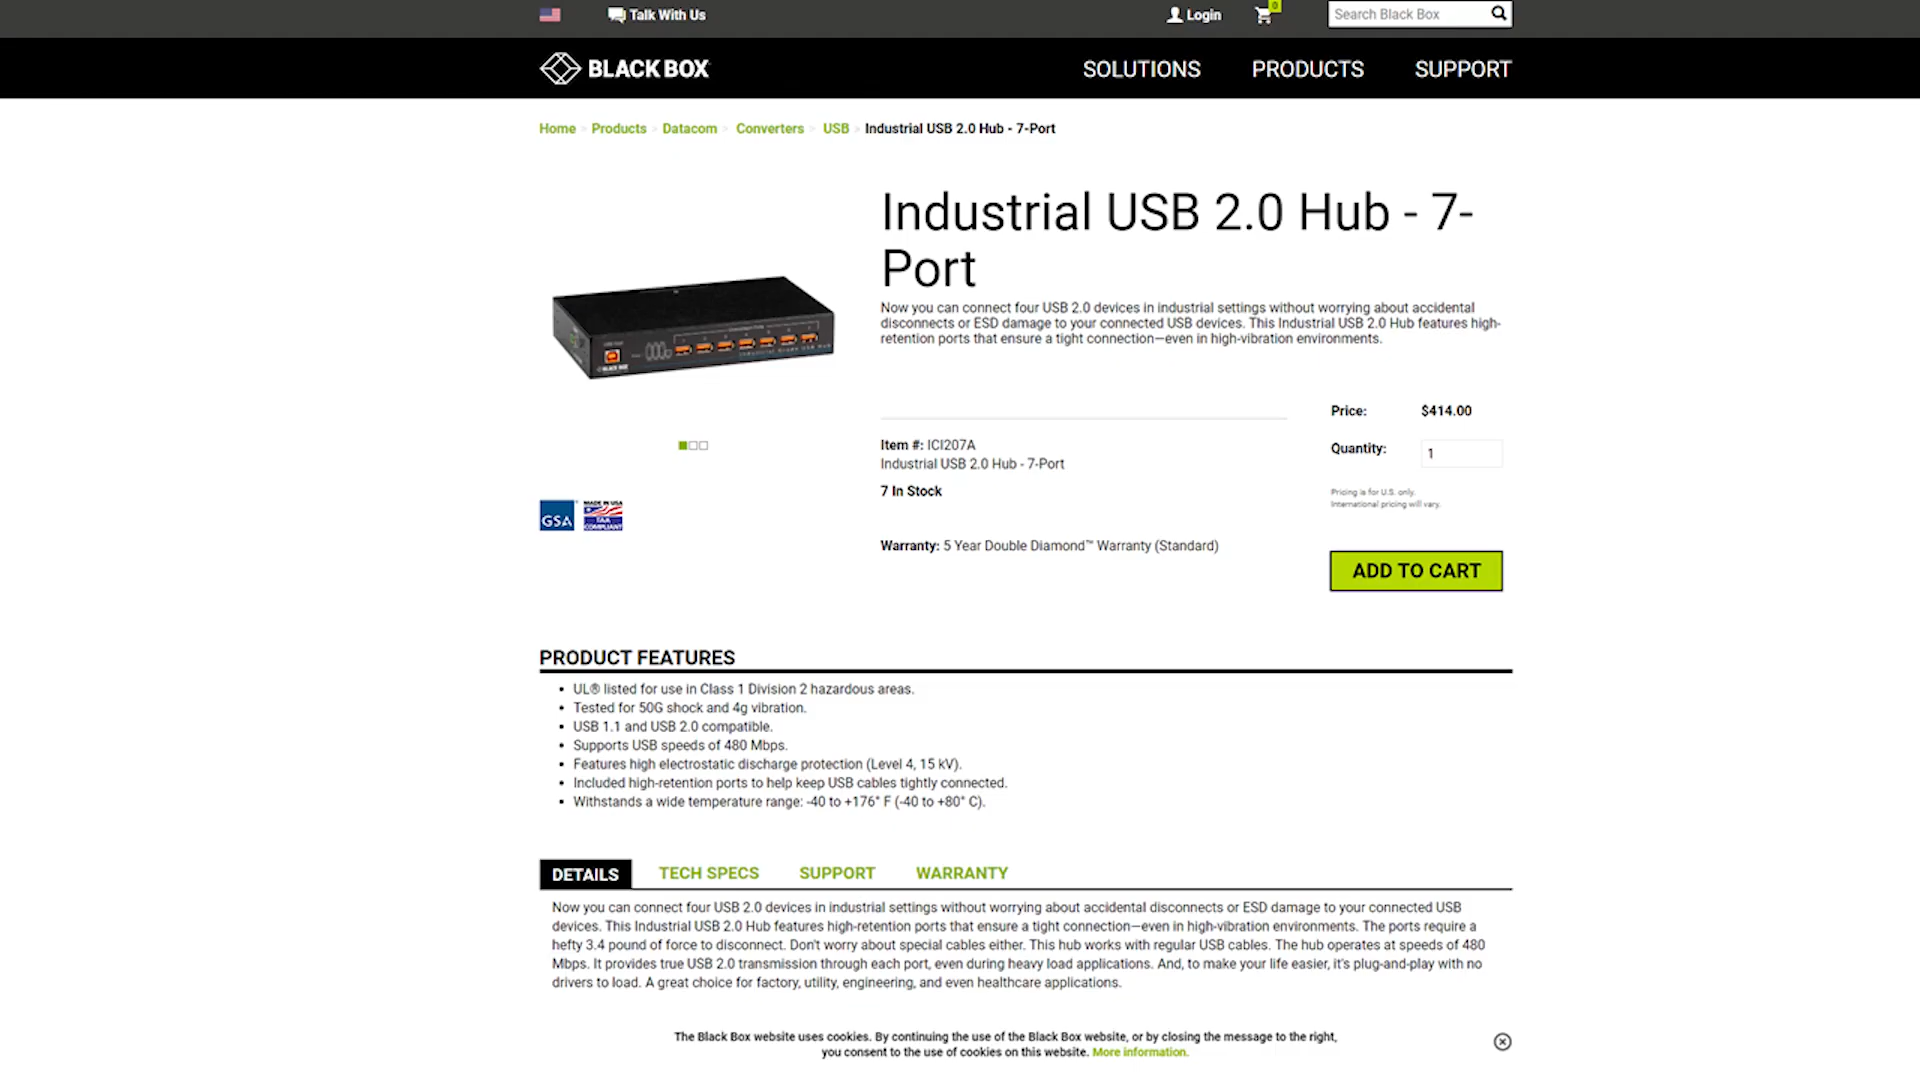 Talk With Us
Login
0
Search Black Box
BLACK BOX
SOLUTIONS
PRODUCTS
SUPPORT
Home
Products
Datacom
Converters
USB
Industrial USB 2.0 Hub - 7-Port
Industrial USB 2.0 Hub - 7-
Port
Now you can connect four USB 2.0 devices in industrial settings without worrying about accidental
disconnects or ESD damage to your connected USB devices. This Industrial USB 2.0 Hub features high-
retention ports that ensure a tight connection—even in high-vibration environments.
BLACK BOX
Price: $414.00
Item #: ICI207A
Industrial USB 2.0 Hub - 7-Port
Quantity: 1
7 In Stock
Pricing is for U.S. only.
International pricing will vary.
GSA
MADE IN USA
TAA
COMPLIANT
Warranty: 5 Year Double Diamond™ Warranty (Standard)
ADD TO CART
PRODUCT FEATURES
• UL® listed for use in Class 1 Division 2 hazardous areas.
• Tested for 50G shock and 4g vibration.
• USB 1.1 and USB 2.0 compatible.
• Supports USB speeds of 480 Mbps.
• Features high electrostatic discharge protection (Level 4, 15 kV).
• Included high-retention ports to help keep USB cables tightly connected.
• Withstands a wide temperature range: -40 to +176° F (-40 to +80° C).
DETAILS
TECH SPECS
SUPPORT
WARRANTY
Now you can connect four USB 2.0 devices in industrial settings without worrying about accidental disconnects or ESD damage to your connected USB
devices. This Industrial USB 2.0 Hub features high-retention ports that ensure a tight connection—even in high-vibration environments. The ports require a
hefty 3.4 pound of force to disconnect. Don't worry about special cables either. This hub works with regular USB cables. The hub operates at speeds of 480
Mbps. It provides true USB 2.0 transmission through each port, even during heavy load applications. And, to make your life easier, it's plug-and-play with no
drivers to load. A great choice for factory, utility, engineering, and even healthcare applications.
The Black Box website uses cookies. By continuing the use of the Black Box website, or by closing the message to the right,
you consent to the use of cookies on this website. More information.